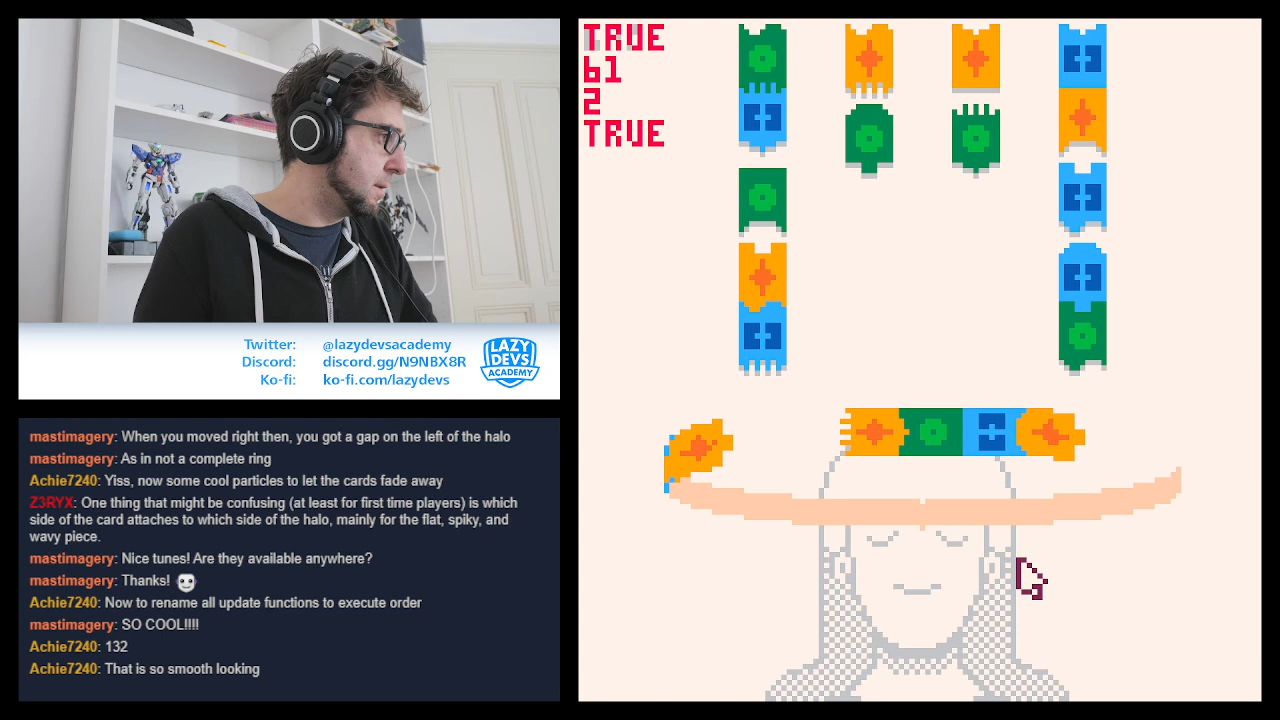 Twitter: @lazydevsacademy
Discord: discord.gg/N9NBX8R
Ko-fi: ko-fi.com/lazydevs
LAZY
DEVS
ACADEMY
mastimagery: When you moved right then, you got a gap on the left of the halo
mastimagery: As in not a complete ring
Achie7240: Yiss, now some cool particles to let the cards fade away
Z3RYX: One thing that might be confusing (at least for first time players) is which
side of the card attaches to which side of the halo, mainly for the flat, spiky, and
wavy piece.
mastimagery: Nice tunes! Are they available anywhere?
mastimagery: Thanks!
Achie7240: Now to rename all update functions to execute order
mastimagery: SO COOL!!!!
Achie7240: 132
Achie7240: That is so smooth looking
TRUE
61
2
TRUE